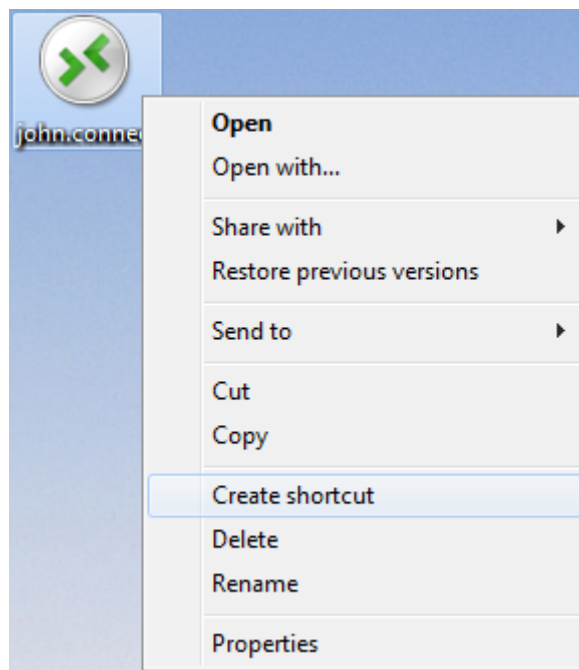 john.conne
Open
Open with...
Share with
Restore previous versions
Send to
Cut
Copy
Create shortcut
Delete
Rename
Properties